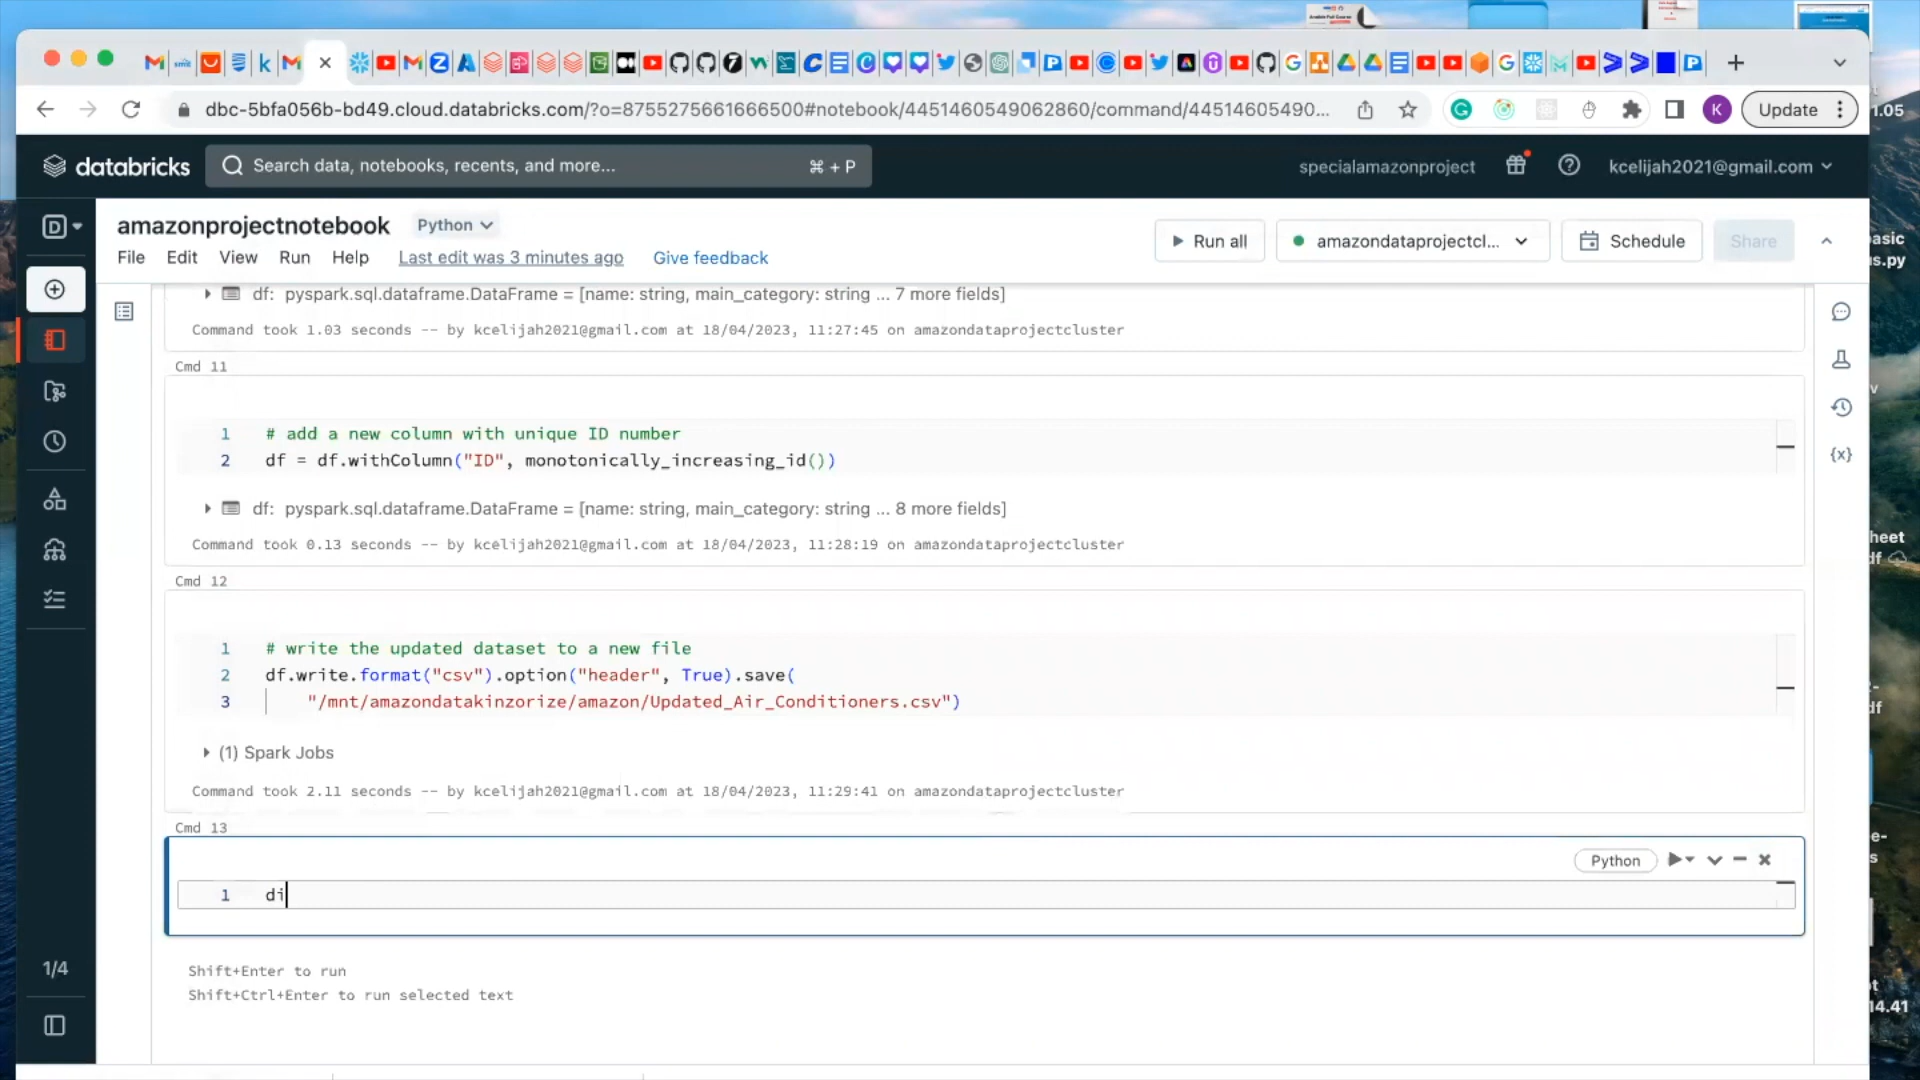 dbc-5bfa056b-bd49.cloud.databricks.com/?o=8755275661666500#notebook/4451460549062860/command/44514605490...
K
Update
1.05
databricks
Search data, notebooks, recents, and more...
⌘ + P
specialamazonproject
kcelijah2021@gmail.com
D
amazonprojectnotebook
Python
File
Edit
View
Run
Help
Last edit was 3 minutes ago
Give feedback
Run all
amazondataprojectcl...
Schedule
Share
df: pyspark.sql.dataframe.DataFrame = [name: string, main_category: string ... 7 more fields]
Command took 1.03 seconds -- by kcelijah2021@gmail.com at 18/04/2023, 11:27:45 on amazondataprojectcluster
Cmd 11
1 # add a new column with unique ID number
2 df = df.withColumn("ID", monotonically_increasing_id())
df: pyspark.sql.dataframe.DataFrame = [name: string, main_category: string ... 8 more fields]
Command took 0.13 seconds -- by kcelijah2021@gmail.com at 18/04/2023, 11:28:19 on amazondataprojectcluster
Cmd 12
1 # write the updated dataset to a new file
2 df.write.format("csv").option("header", True).save(
3 "/mnt/amazondatakinzorize/amazon/Updated_Air_Conditioners.csv")
(1) Spark Jobs
Command took 2.11 seconds -- by kcelijah2021@gmail.com at 18/04/2023, 11:29:41 on amazondataprojectcluster
Cmd 13
Python
1 di
Shift+Enter to run
Shift+Ctrl+Enter to run selected text
1/4
14.41